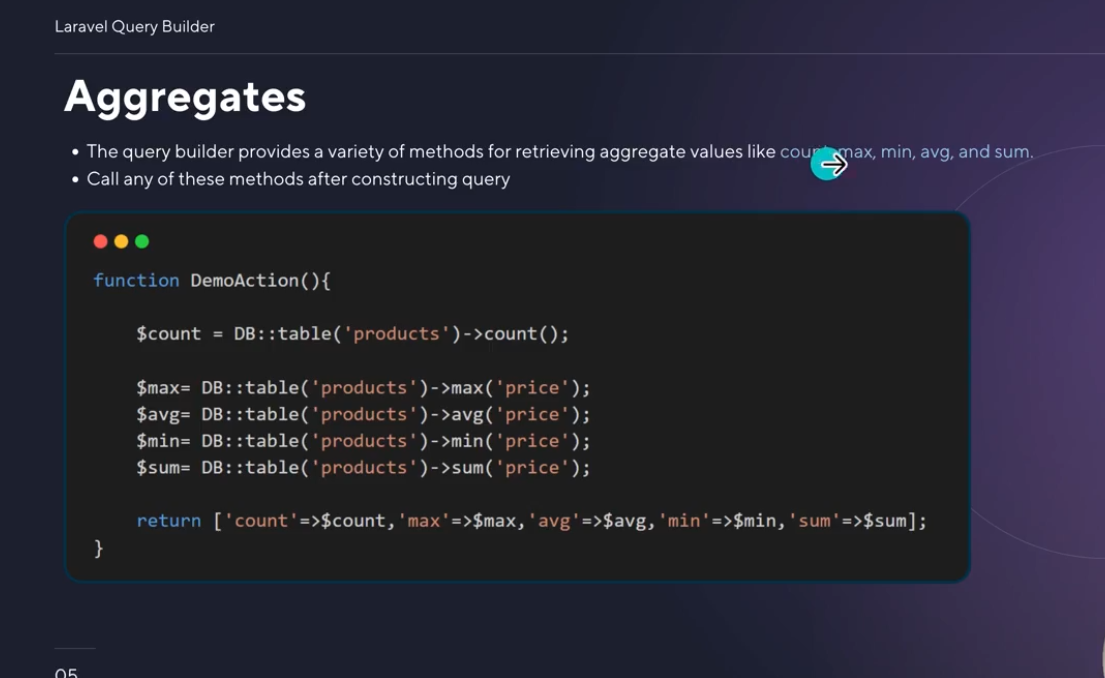 Laravel Query Builder
Aggregates
• The query builder provides a variety of methods for retrieving aggregate values like max, min, avg, and sum.
• Call any of these methods after constructing query
function DemoAction(){
$count = DB::table('products')->count();
$max= DB::table('products')->max('price');
$avg= DB::table('products')->avg('price');
$min= DB::table('products')->min('price');
$sum= DB::table('products')->sum('price');
return ['count'=>$count,'max'=>$max,'avg'=>$avg,'min'=>$min,'sum'=>$sum];
}
05